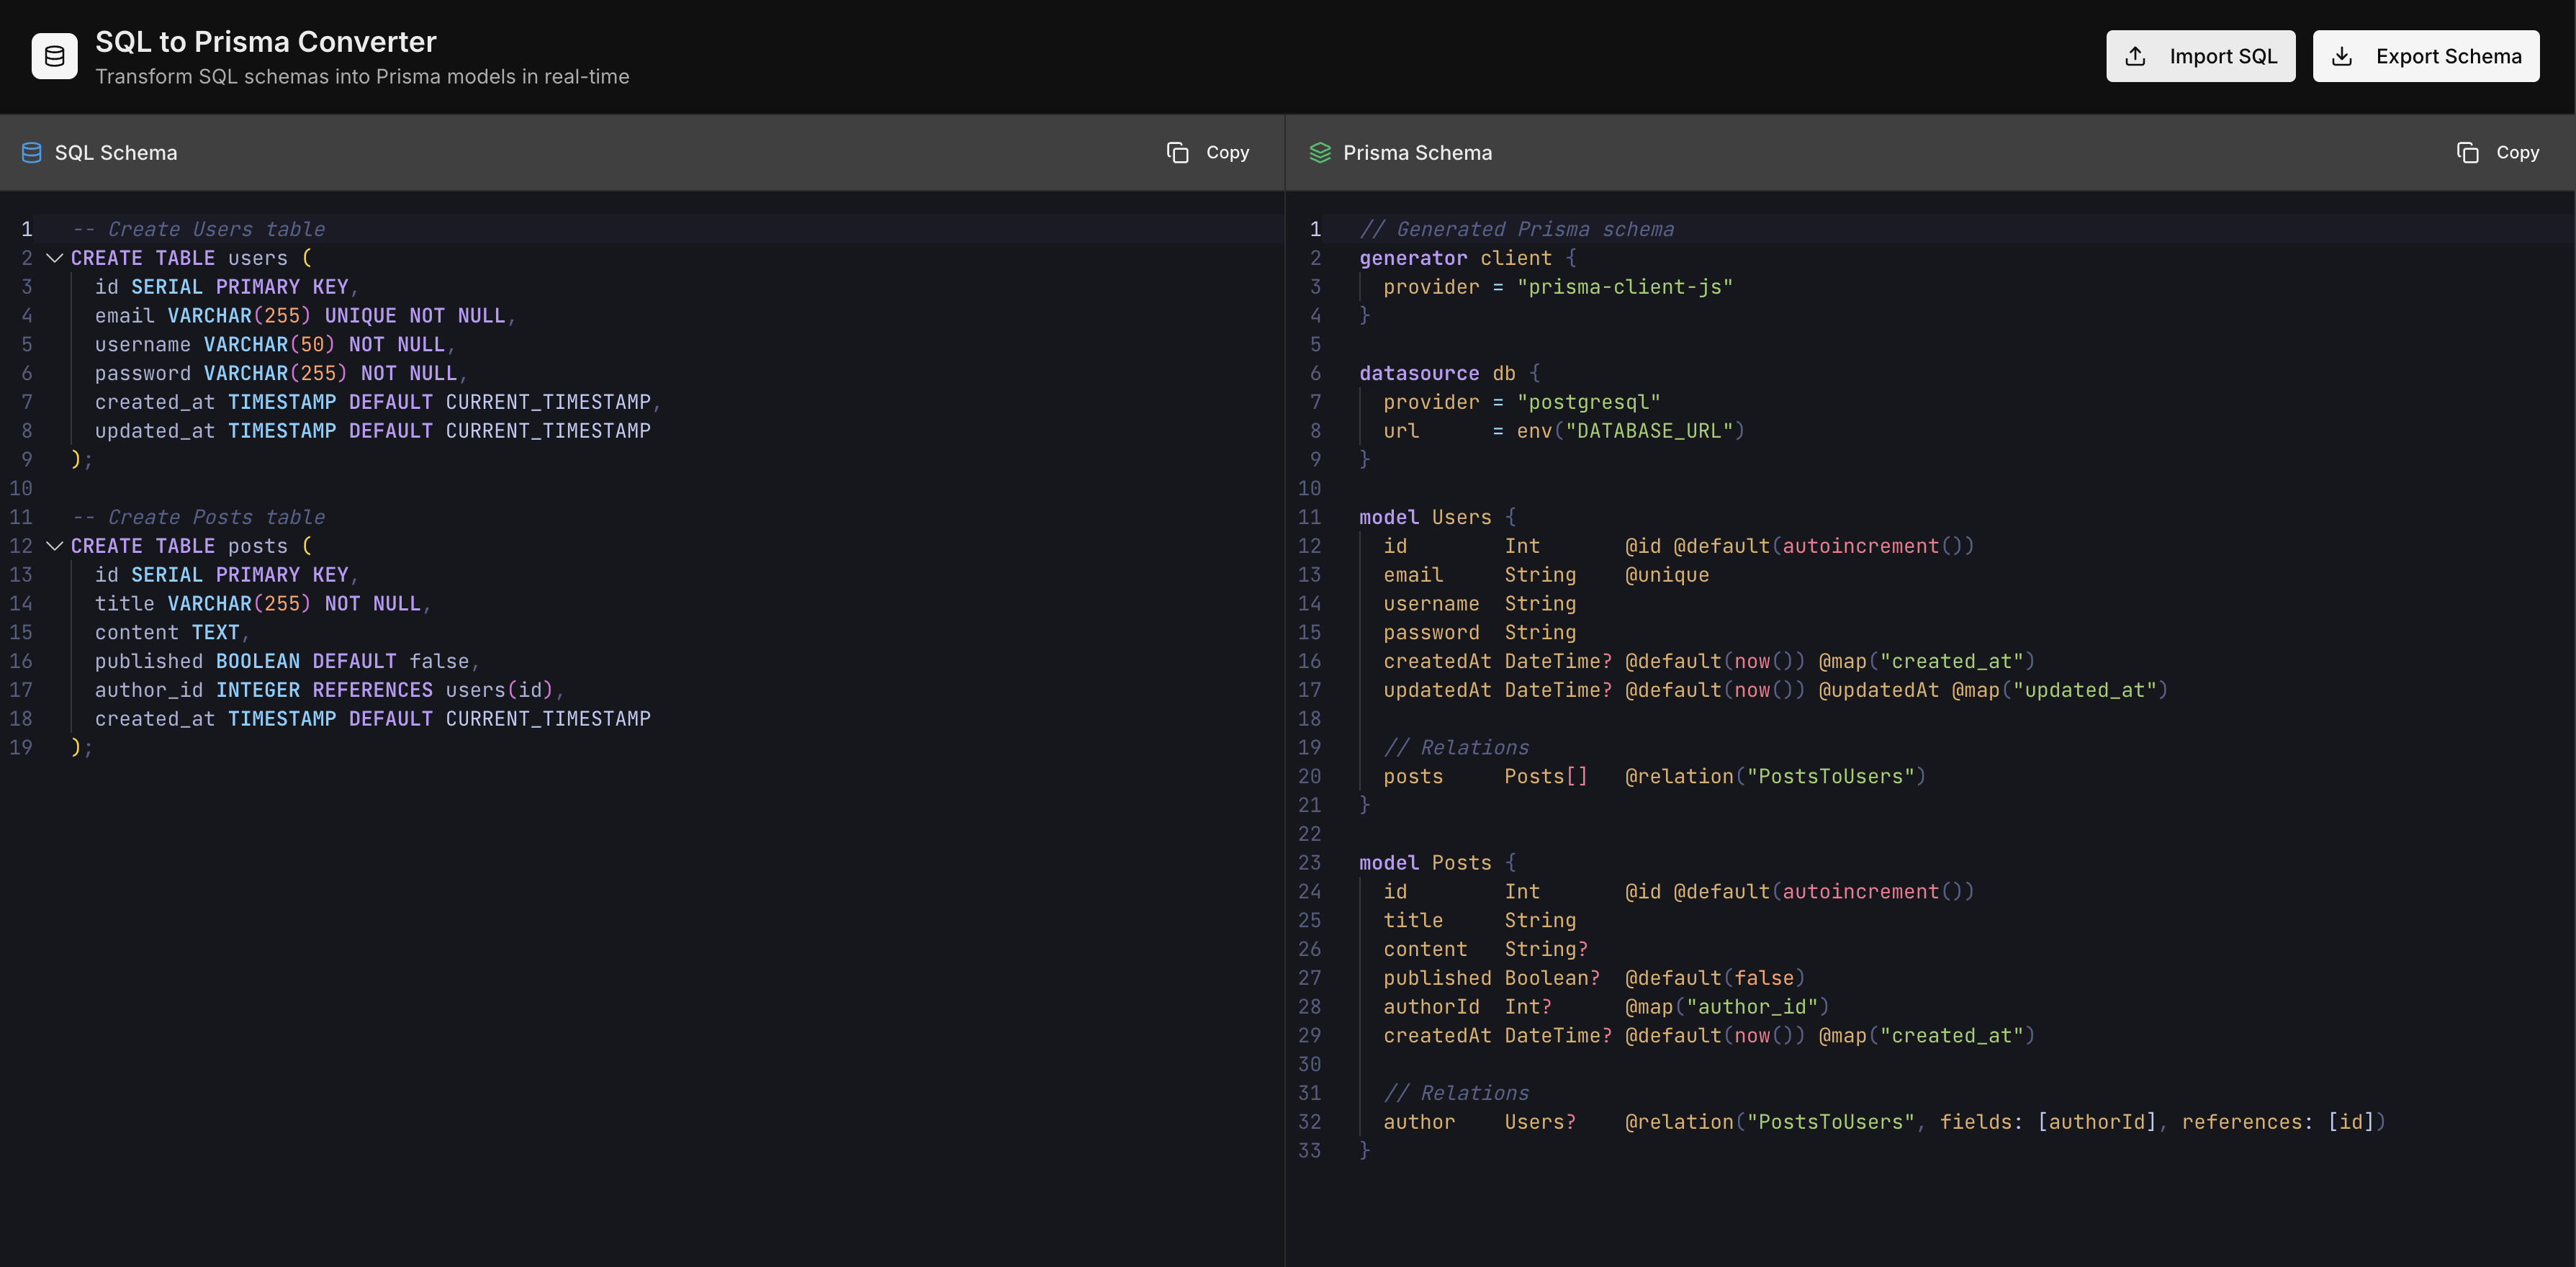 SQL to Prisma Converter
Transform SQL schemas into Prisma models in real-time
Import SQL
Export Schema
SQL Schema
Copy
1 -- Create Users table
2 CREATE TABLE users (
3   id SERIAL PRIMARY KEY,
4   email VARCHAR(255) UNIQUE NOT NULL,
5   username VARCHAR(50) NOT NULL,
6   password VARCHAR(255) NOT NULL,
7   created_at TIMESTAMP DEFAULT CURRENT_TIMESTAMP,
8   updated_at TIMESTAMP DEFAULT CURRENT_TIMESTAMP
9 );
10
11 -- Create Posts table
12 CREATE TABLE posts (
13   id SERIAL PRIMARY KEY,
14   title VARCHAR(255) NOT NULL,
15   content TEXT,
16   published BOOLEAN DEFAULT false,
17   author_id INTEGER REFERENCES users(id),
18   created_at TIMESTAMP DEFAULT CURRENT_TIMESTAMP
19 );
Prisma Schema
Copy
1 // Generated Prisma schema
2 generator client {
3   provider = "prisma-client-js"
4 }
5
6 datasource db {
7   provider = "postgresql"
8   url      = env("DATABASE_URL")
9 }
10
11 model Users {
12   id        Int       @id @default(autoincrement())
13   email     String    @unique
14   username  String
15   password  String
16   createdAt DateTime? @default(now()) @map("created_at")
17   updatedAt DateTime? @default(now()) @updatedAt @map("updated_at")
18
19   // Relations
20   posts     Posts[]   @relation("PostsToUsers")
21 }
22
23 model Posts {
24   id        Int       @id @default(autoincrement())
25   title     String
26   content   String?
27   published Boolean?  @default(false)
28   authorId  Int?      @map("author_id")
29   createdAt DateTime? @default(now()) @map("created_at")
30
31   // Relations
32   author    Users?    @relation("PostsToUsers", fields: [authorId], references: [id])
33 }